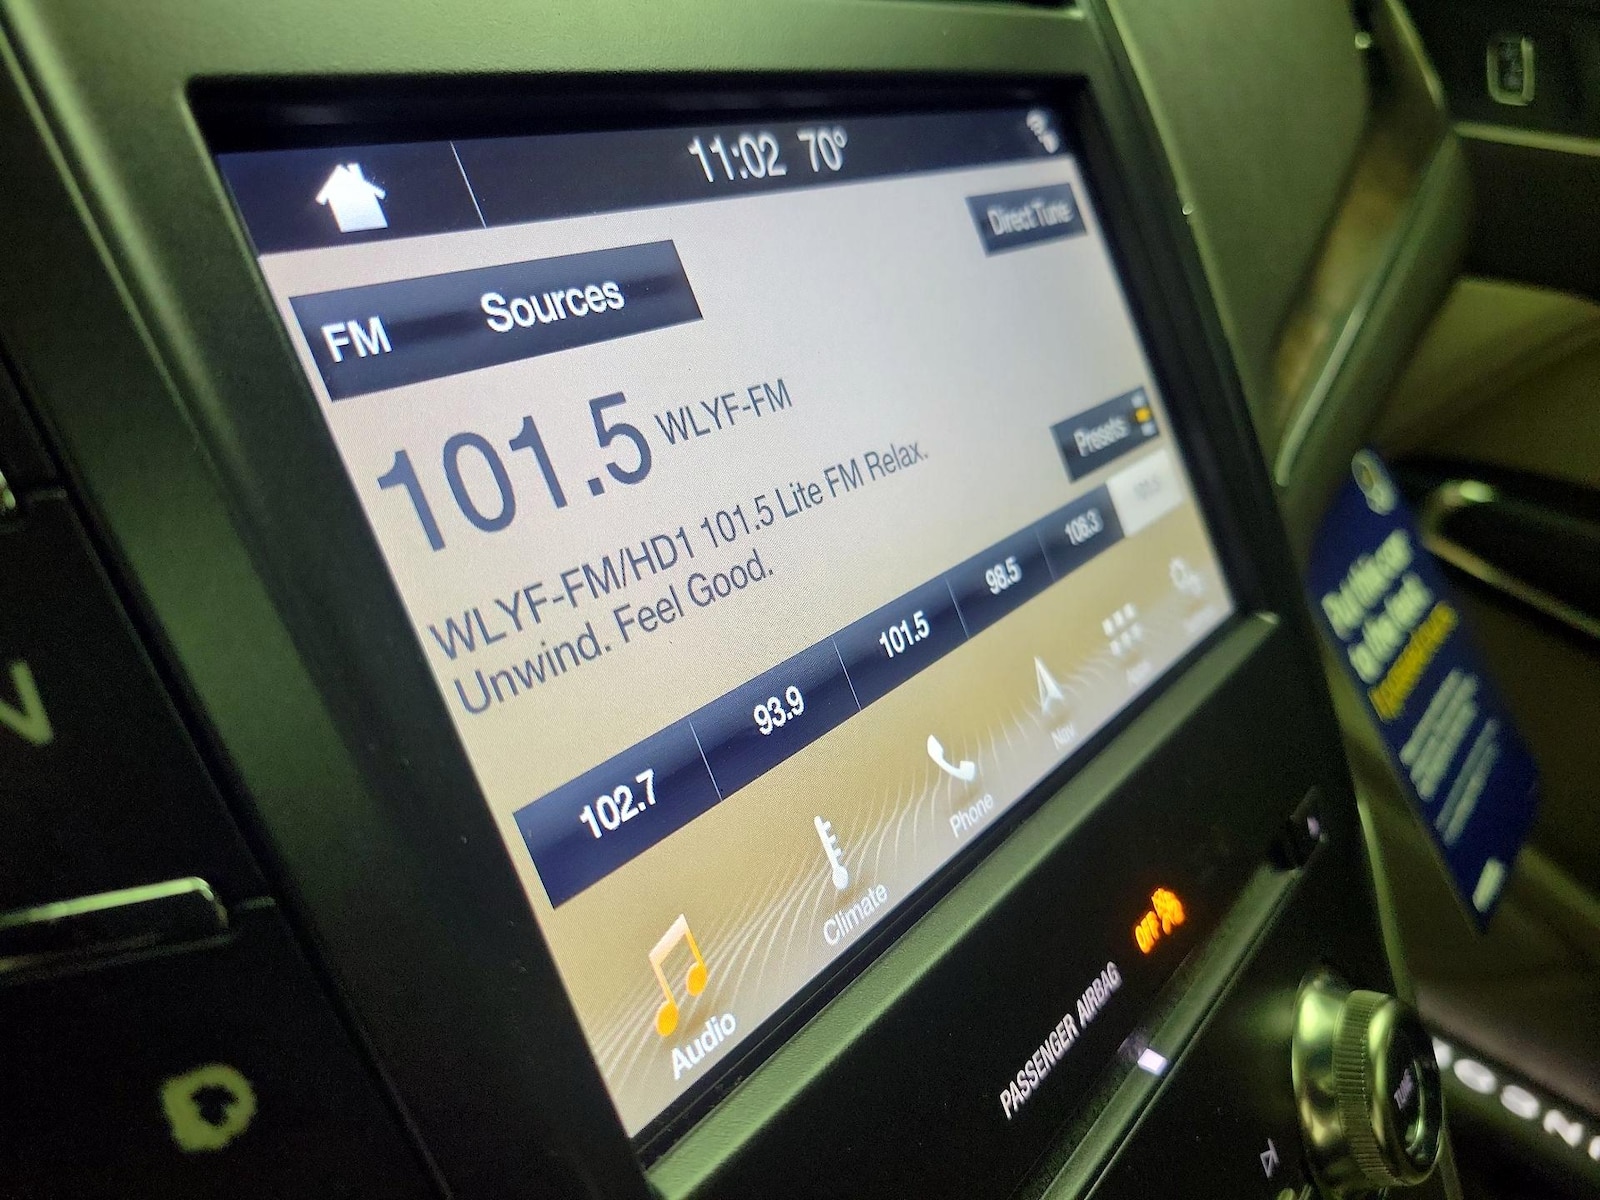 11:02 70°
Direct Tune
FM Sources
101.5 WLYF-FM
WLYF-FM/HD1 101.5 Lite FM Relax.
Unwind. Feel Good.
Presets
102.7 93.9 101.5 98.5 106.3
Audio Climate Phone Nav
PASSENGER AIRBAG OFF
TUNE
V